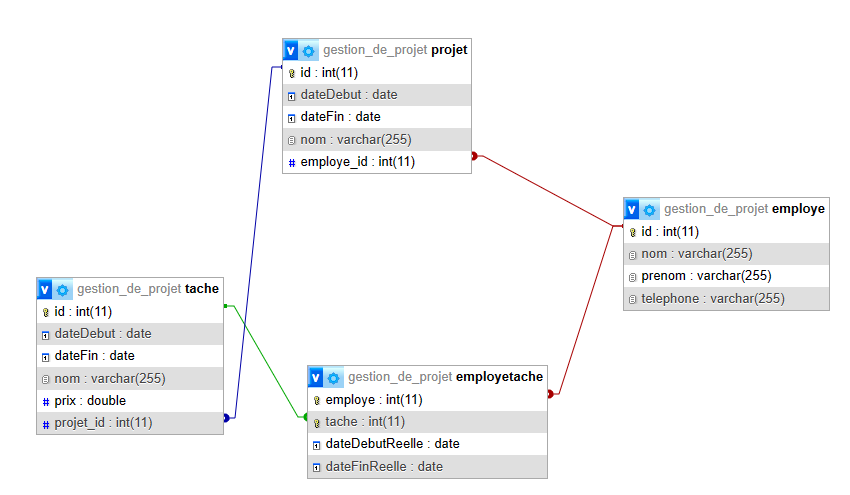 v gestion_de_projet projet
id : int(11)
dateDebut : date
dateFin : date
nom : varchar(255)
# employe_id : int(11)
v gestion_de_projet employe
id : int(11)
nom : varchar(255)
prenom : varchar(255)
telephone : varchar(255)
v gestion_de_projet tache
id : int(11)
dateDebut : date
dateFin : date
nom : varchar(255)
# prix : double
# projet_id : int(11)
v gestion_de_projet employetache
employe : int(11)
tache : int(11)
dateDebutReelle : date
dateFinReelle : date